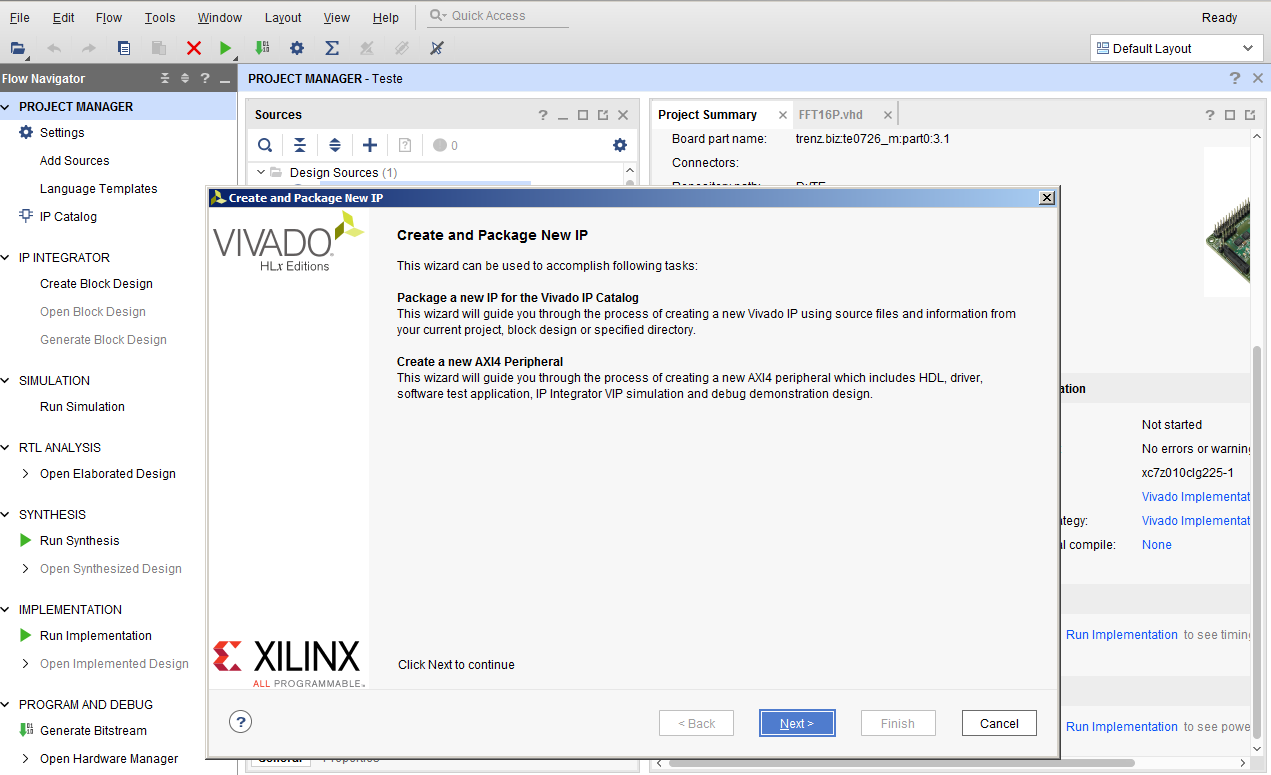 File Edit Flow Tools Window Layout View Help Quick Access Ready
Default Layout
Flow Navigator
PROJECT MANAGER - Teste
PROJECT MANAGER
Settings
Add Sources
Language Templates
IP Catalog
IP INTEGRATOR
Create Block Design
Open Block Design
Generate Block Design
SIMULATION
Run Simulation
RTL ANALYSIS
Open Elaborated Design
SYNTHESIS
Run Synthesis
Open Synthesized Design
IMPLEMENTATION
Run Implementation
Open Implemented Design
PROGRAM AND DEBUG
Generate Bitstream
Open Hardware Manager
Sources
0
Design Sources (1)
Project Summary
FFT16P.vhd
Board part name: trenz.biz:te0726_m:part0:3.1
Connectors:
Create and Package New IP
VIVADO
HLx Editions
Create and Package New IP
This wizard can be used to accomplish following tasks:
Package a new IP for the Vivado IP Catalog
This wizard will guide you through the process of creating a new Vivado IP using source files and information from
your current project, block design or specified directory.
Create a new AXI4 Peripheral
This wizard will guide you through the process of creating a new AXI4 peripheral which includes HDL, driver,
software test application, IP Integrator VIP simulation and debug demonstration design.
XILINX
ALL PROGRAMMABLE
Click Next to continue
< Back
Next >
Finish
Cancel
ation
Not started
No errors or warning
xc7z010clg225-1
Vivado Implementat
ategy: Vivado Implementat
al compile: None
Run Implementation to see timing
Run Implementation to see powe